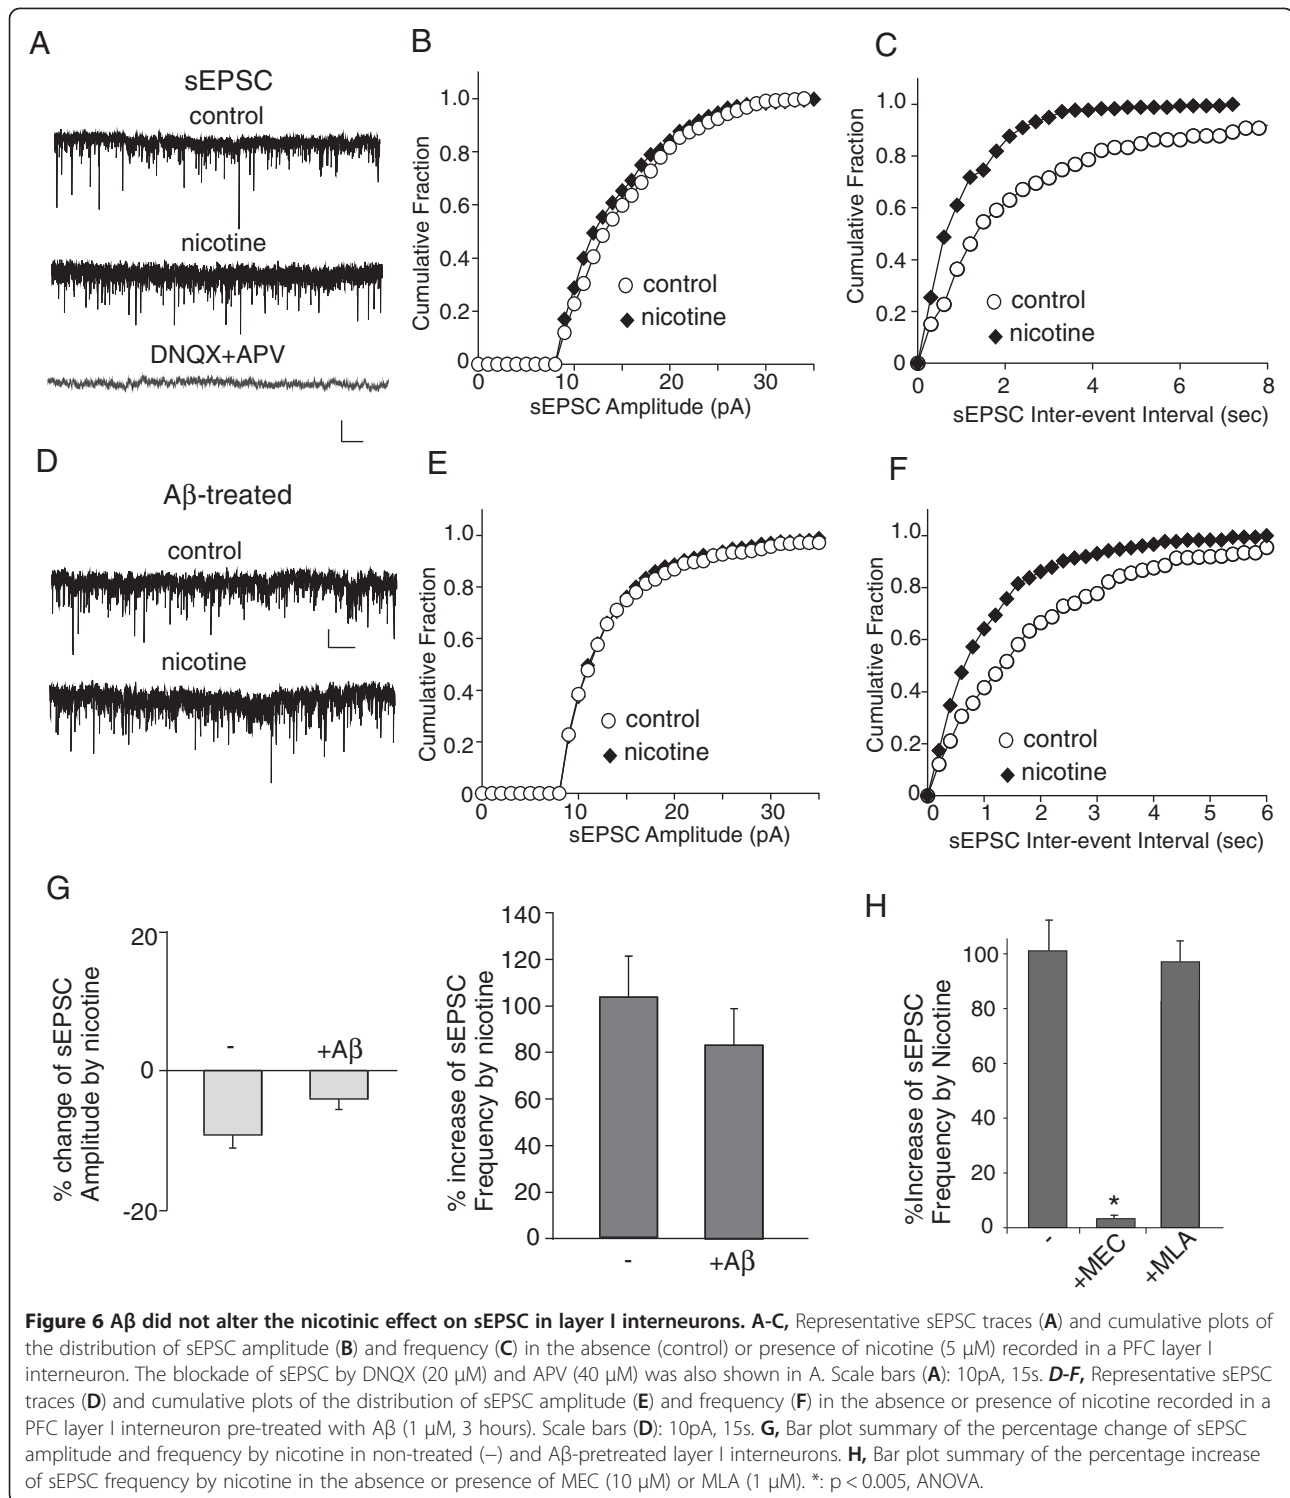 A
sEPSC
control
nicotine
DNQX+APV
B
Cumulative Fraction
1.0
0.8
0.6
0.4
0.2
0
control
nicotine
0 10 20 30
sEPSC Amplitude (pA)
C
Cumulative Fraction
1.0
0.8
0.6
0.4
0.2
0
control
nicotine
0 2 4 6 8
sEPSC Inter-event Interval (sec)
D
Aβ-treated
control
nicotine
E
Cumulative Fraction
1.0
0.8
0.6
0.4
0.2
0
control
nicotine
0 10 20 30
sEPSC Amplitude (pA)
F
Cumulative Fraction
1.0
0.8
0.6
0.4
0.2
0
control
nicotine
0 1 2 3 4 5 6
sEPSC Inter-event Interval (sec)
G
% change of sEPSC
Amplitude by nicotine
20
0
-20
- +Aβ
% increase of sEPSC
Frequency by nicotine
140
120
100
80
60
40
20
0
- +Aβ
H
%Increase of sEPSC
Frequency by Nicotine
100
80
60
40
20
0
*
- +MEC +MLA
Figure 6 Aβ did not alter the nicotinic effect on sEPSC in layer I interneurons. A-C, Representative sEPSC traces (A) and cumulative plots of
the distribution of sEPSC amplitude (B) and frequency (C) in the absence (control) or presence of nicotine (5 μM) recorded in a PFC layer I
interneuron. The blockade of sEPSC by DNQX (20 μM) and APV (40 μM) was also shown in A. Scale bars (A): 10pA, 15s. D-F, Representative sEPSC
traces (D) and cumulative plots of the distribution of sEPSC amplitude (E) and frequency (F) in the absence or presence of nicotine recorded in a
PFC layer I interneuron pre-treated with Aβ (1 μM, 3 hours). Scale bars (D): 10pA, 15s. G, Bar plot summary of the percentage change of sEPSC
amplitude and frequency by nicotine in non-treated (−) and Aβ-pretreated layer I interneurons. H, Bar plot summary of the percentage increase
of sEPSC frequency by nicotine in the absence or presence of MEC (10 μM) or MLA (1 μM). *: p < 0.005, ANOVA.